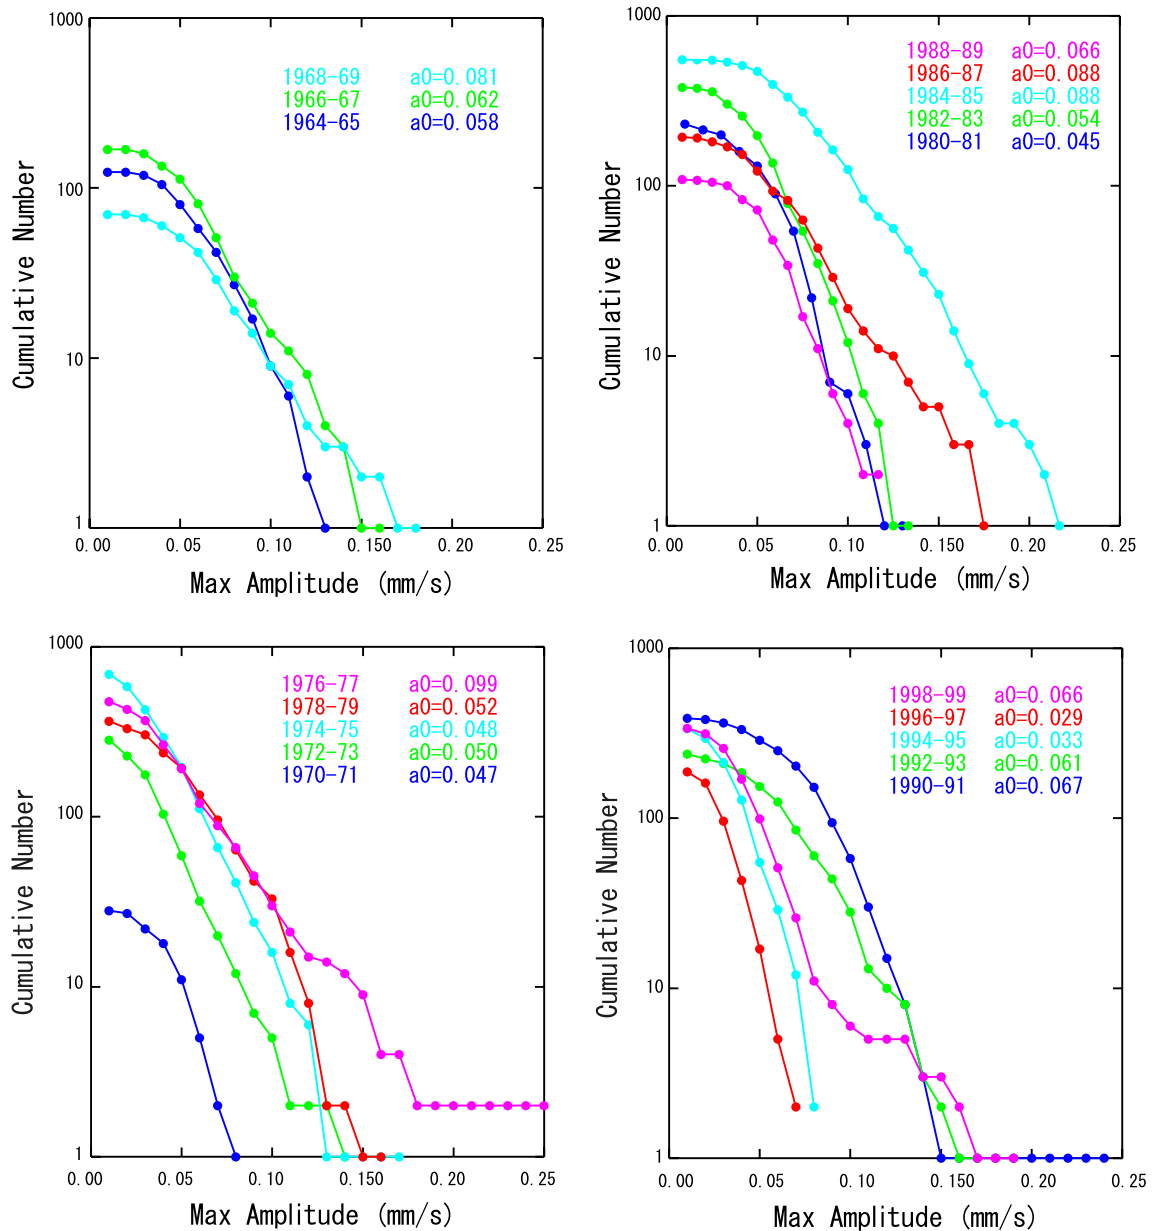 1000
1968-69 a0=0.081
1966-67 a0=0.062
1964-65 a0=0.058
100
10
1
0.00 0.05 0.10 0.150 0.20 0.25
Max Amplitude (mm/s)
Cumulative Number
1000
1988-89 a0=0.066
1986-87 a0=0.088
1984-85 a0=0.088
1982-83 a0=0.054
1980-81 a0=0.045
100
10
1
0.00 0.05 0.10 0.150 0.20 0.25
Max Amplitude (mm/s)
Cumulative Number
1000
1976-77 a0=0.099
1978-79 a0=0.052
1974-75 a0=0.048
1972-73 a0=0.050
1970-71 a0=0.047
100
10
1
0.00 0.05 0.10 0.150 0.20 0.25
Max Amplitude (mm/s)
Cumulative Number
1000
1998-99 a0=0.066
1996-97 a0=0.029
1994-95 a0=0.033
1992-93 a0=0.061
1990-91 a0=0.067
100
10
1
0.00 0.05 0.10 0.150 0.20 0.25
Max Amplitude (mm/s)
Cumulative Number